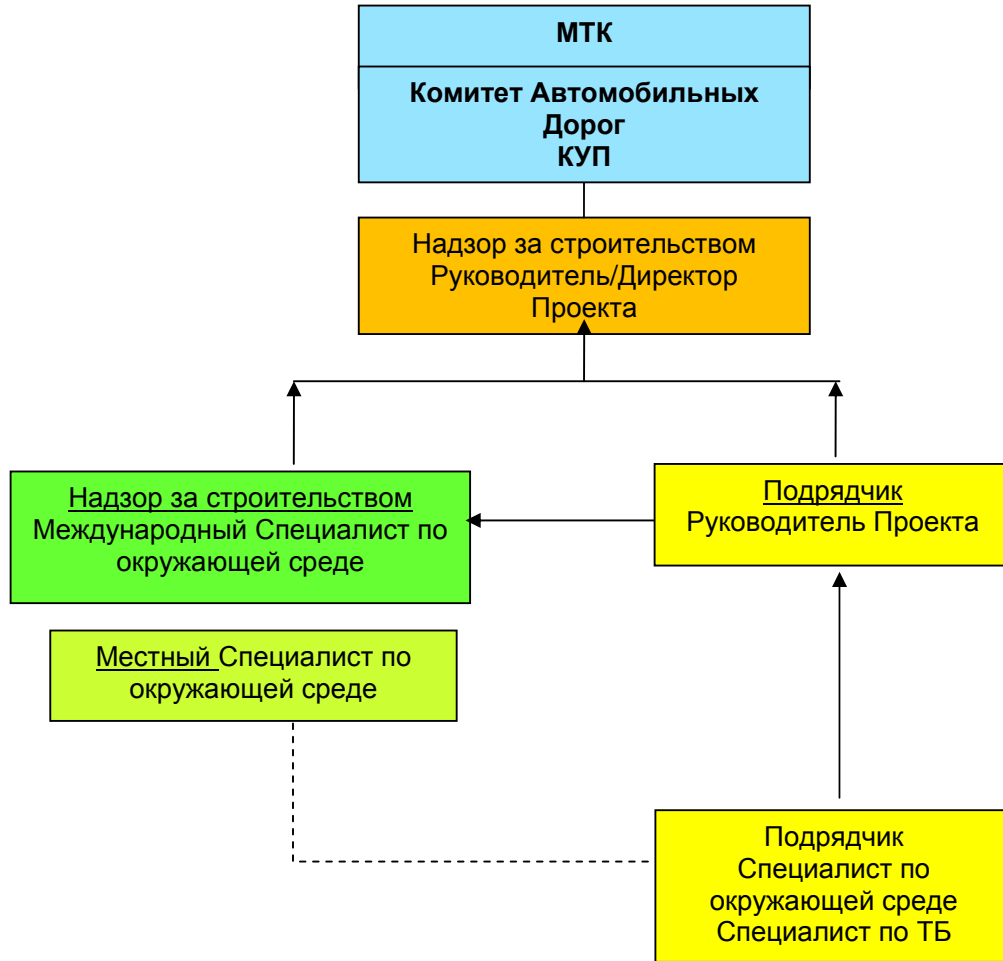 МТК
Комитет Автомобильных
Дорог
КУП
Надзор за строительством
Руководитель/Директор
Проекта
Надзор за строительством
Международный Специалист по
окружающей среде
Подрядчик
Руководитель Проекта
Местный Специалист по
окружающей среде
Подрядчик
Специалист по
окружающей среде
Специалист по ТБ